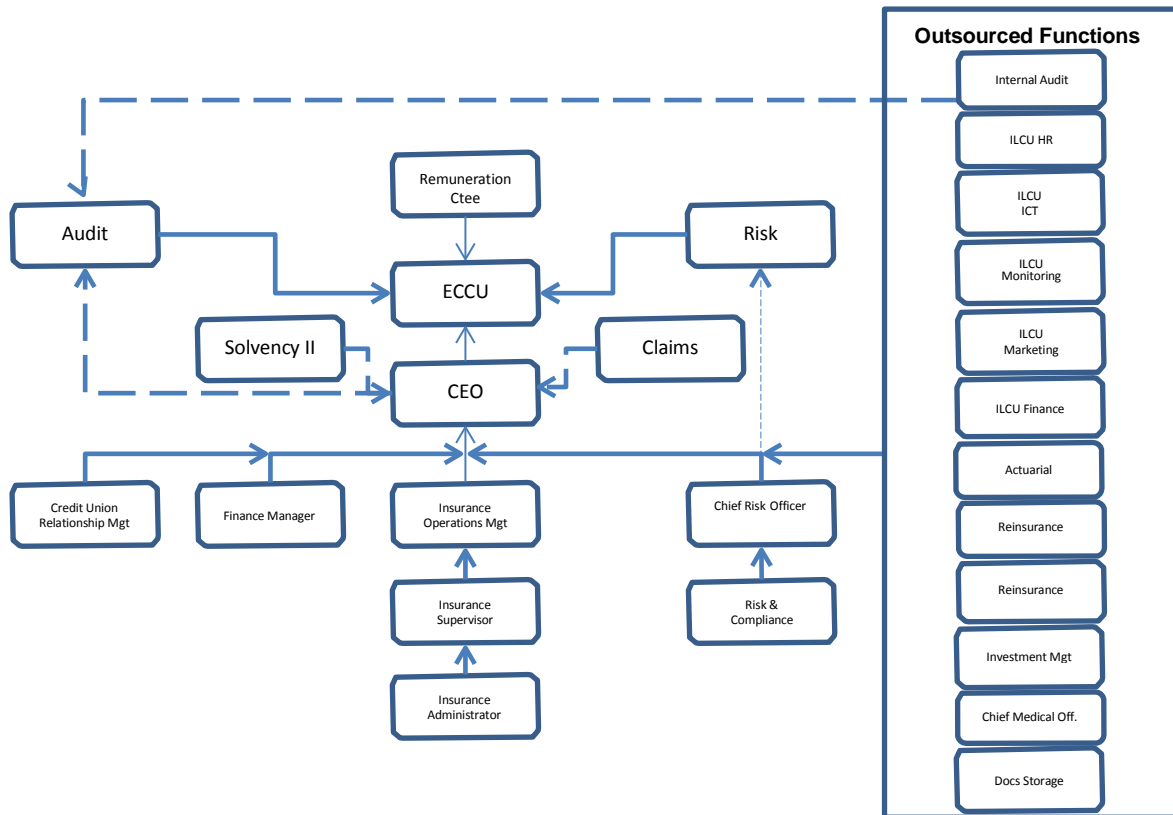 Outsourced Functions
Internal Audit
ILCU HR
ILCU
ICT
ILCU
Monitoring
ILCU
Marketing
ILCU Finance
Actuarial
Reinsurance
Reinsurance
Investment Mgt
Chief Medical Off.
Docs Storage
Remuneration
Ctee
Audit
Risk
ECCU
Solvency II
Claims
CEO
Credit Union
Relationship Mgt
Finance Manager
Insurance
Operations Mgt
Chief Risk Officer
Insurance
Supervisor
Risk &
Compliance
Insurance
Administrator